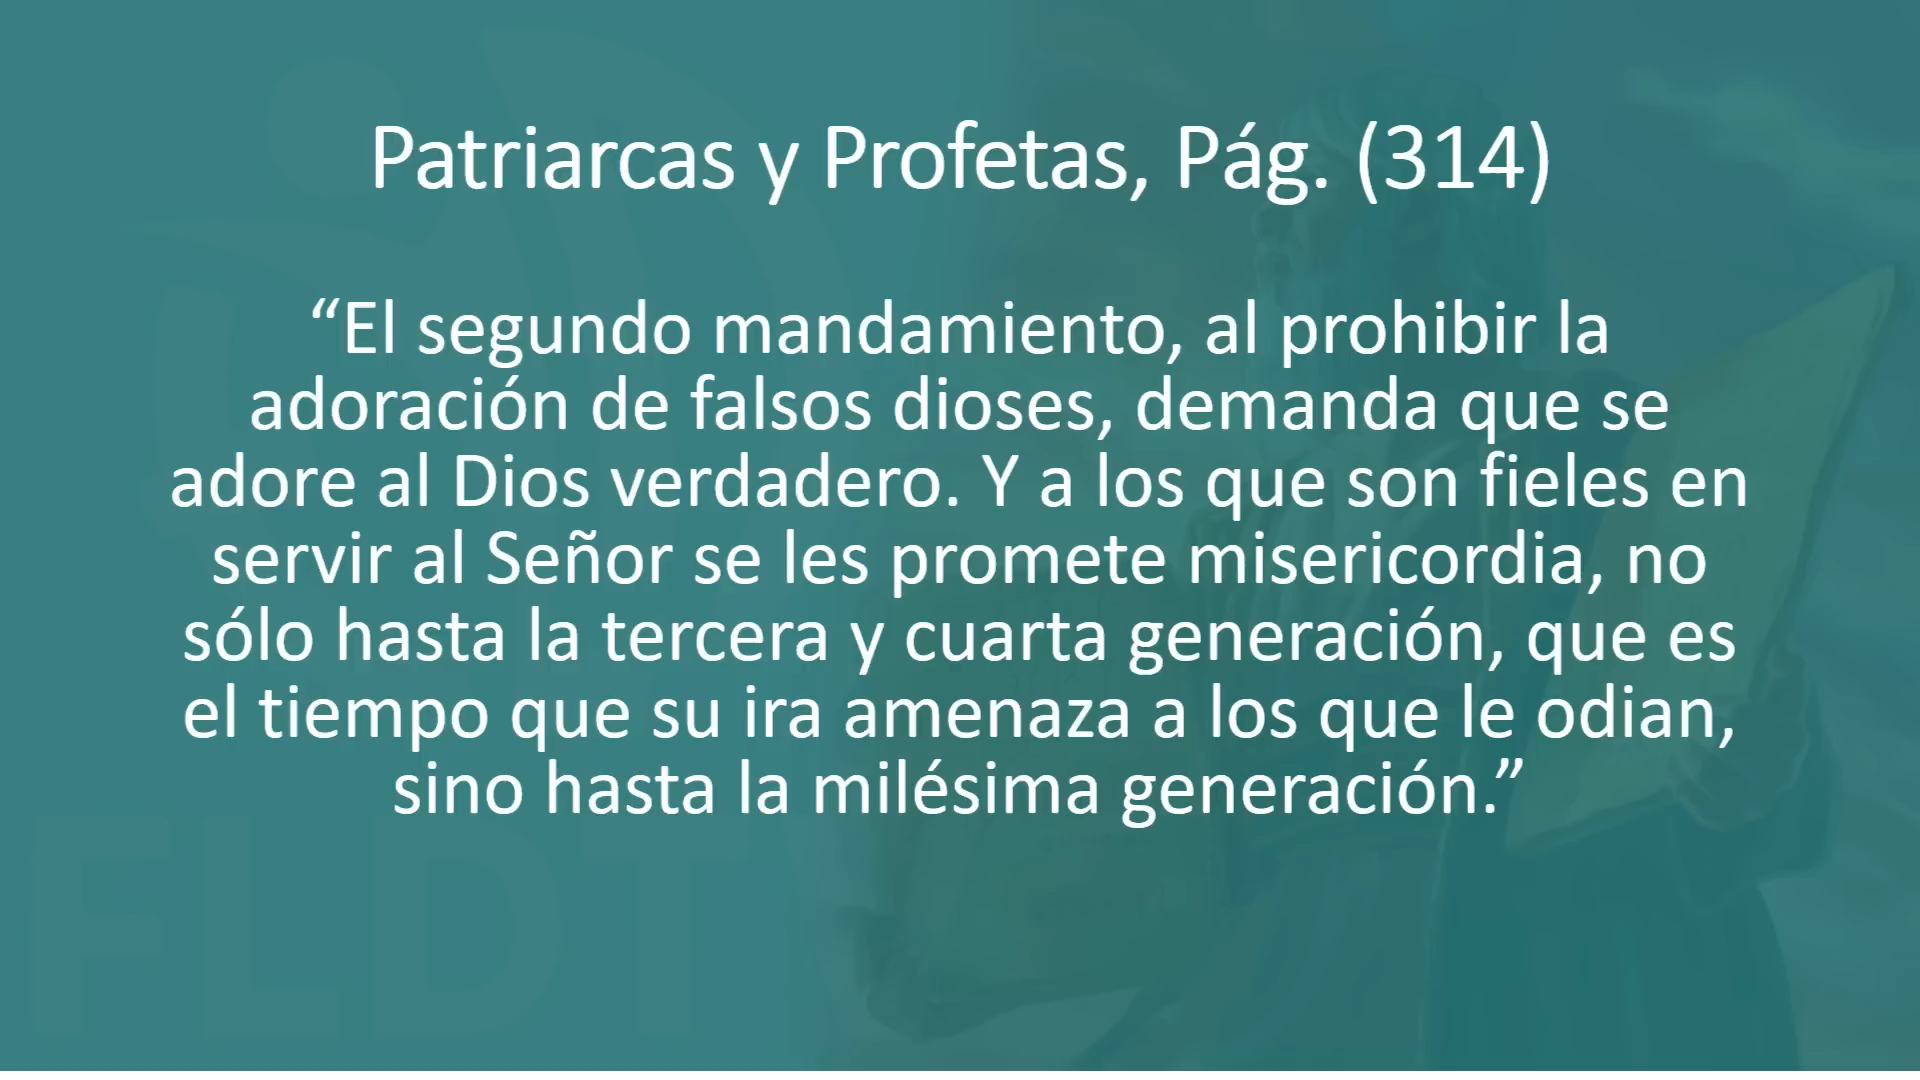 Patriarcas y Profetas, Pág. (314)
“El segundo mandamiento, al prohibir la
adoración de falsos dioses, demanda que se
adore al Dios verdadero. Y a los que son fieles en
servir al Señor se les promete misericordia, no
sólo hasta la tercera y cuarta generación, que es
el tiempo que su ira amenaza a los que le odian,
sino hasta la milésima generación.”
FLDT